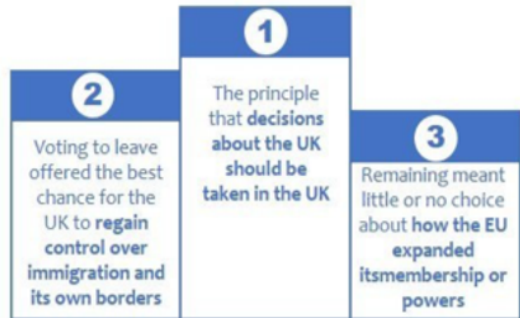 1
The principle
that decisions
about the UK
should be
taken in the UK
2
Voting to leave
offered the best
chance for the
UK to regain
control over
immigration and
its own borders
3
Remaining meant
little or no choice
about how the EU
expanded
itsmembership or
powers